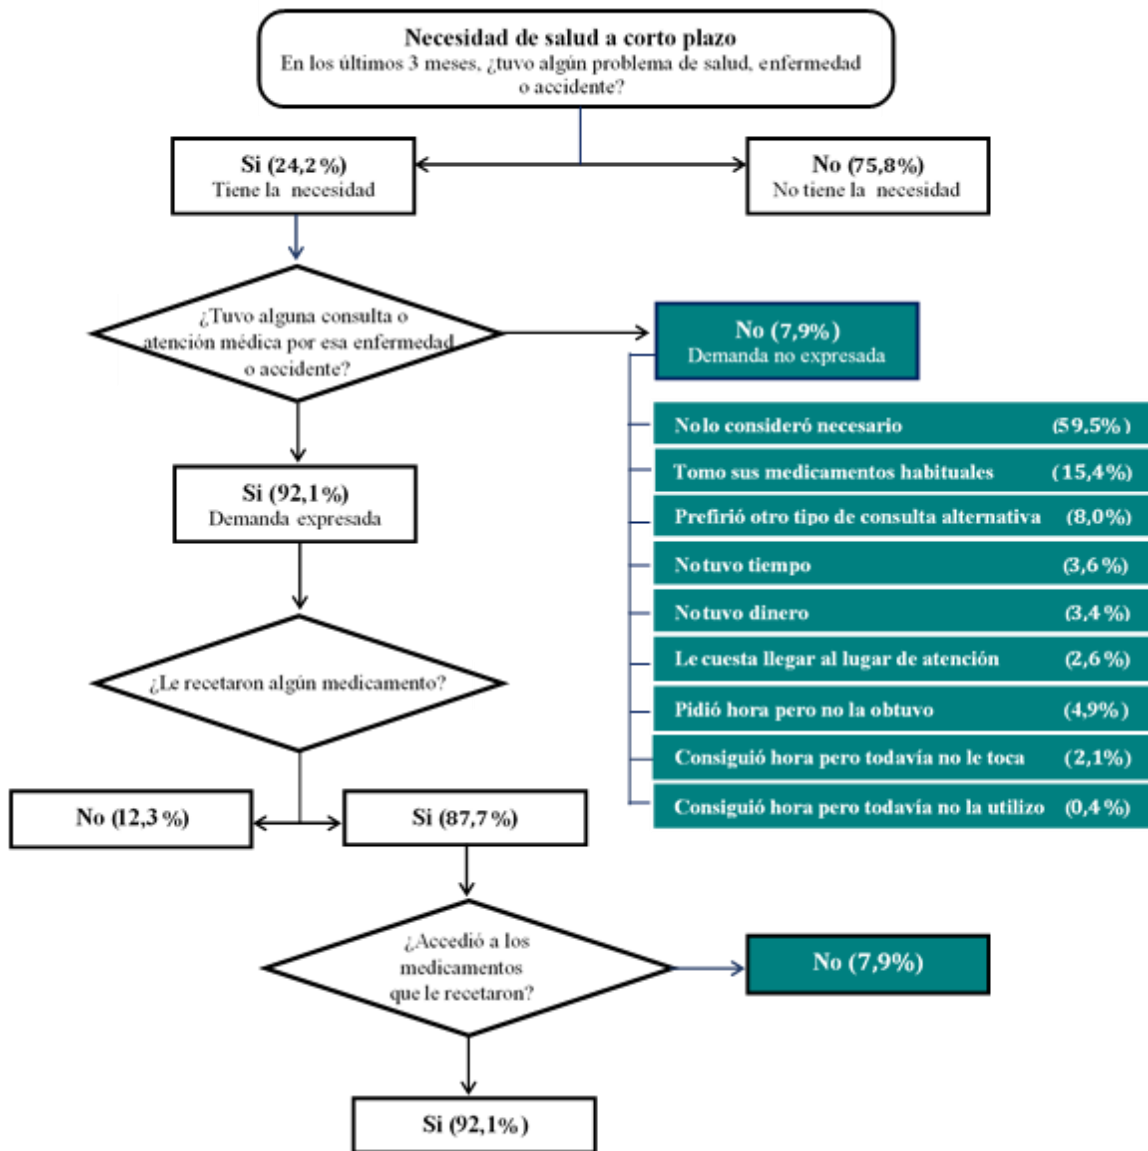 Necesidad de salud a corto plazo
En los últimos 3 meses, ¿tuvo algún problema de salud, enfermedad
o accidente?
Si (24,2%)
Tiene la necesidad
No (75,8%)
No tiene la necesidad
¿Tuvo alguna consulta o
atención médica por esa enfermedad
o accidente?
No (7,9%)
Demanda no expresada
No lo consideró necesario (59,5%)
Tomo sus medicamentos habituales (15,4%)
Prefirió otro tipo de consulta alternativa (8,0%)
No tuvo tiempo (3,6%)
No tuvo dinero (3,4%)
Le cuesta llegar al lugar de atención (2,6%)
Pidió hora pero no la obtuvo (4,9%)
Consiguió hora pero todavía no le toca (2,1%)
Consiguió hora pero todavía no la utilizo (0,4%)
Si (92,1%)
Demanda expresada
¿Le recetaron algún medicamento?
No (12,3%)
Si (87,7%)
¿Accedió a los
medicamentos
que le recetaron?
No (7,9%)
Si (92,1%)